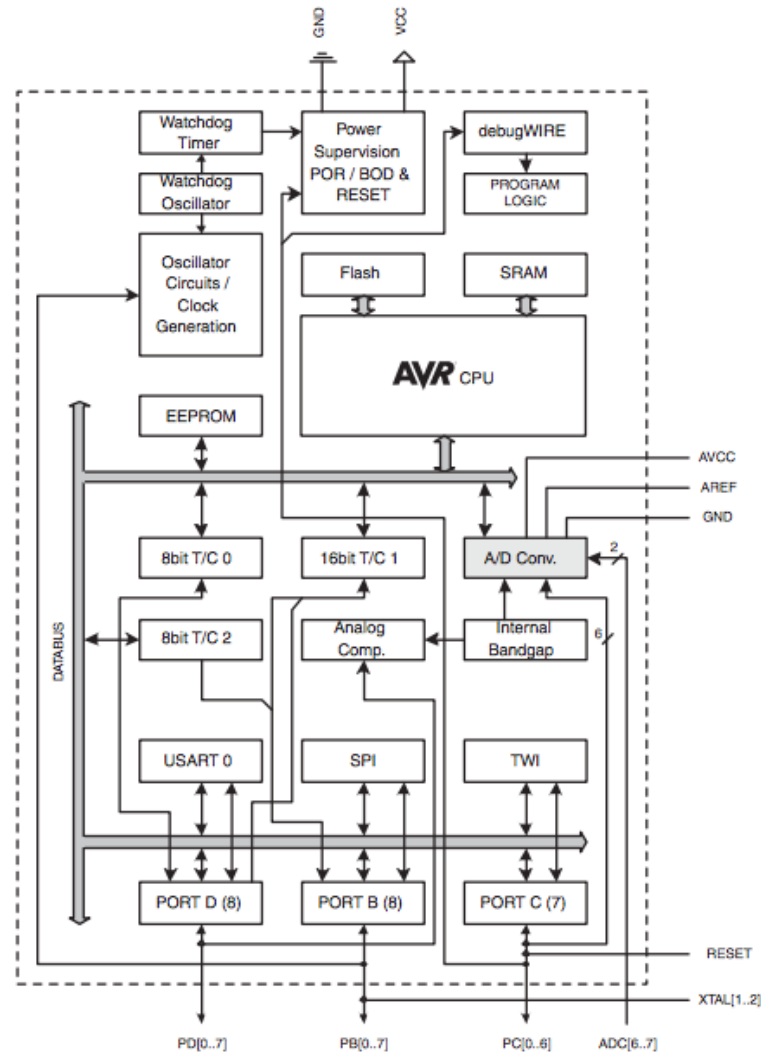 GND
VCC
Watchdog
Timer
Power
Supervision
POR / BOD &
RESET
debugWIRE
Watchdog
Oscillator
PROGRAM
LOGIC
Oscillator
Circuits /
Clock
Generation
Flash
SRAM
AVR CPU
EEPROM
AVCC
AREF
GND
8bit T/C 0
16bit T/C 1
A/D Conv.
2
DATABUS
8bit T/C 2
Analog
Comp.
Internal
Bandgap
6
USART 0
SPI
TWI
PORT D (8)
PORT B (8)
PORT C (7)
RESET
XTAL[1..2]
PD[0..7]
PB[0..7]
PC[0..6]
ADC[6..7]